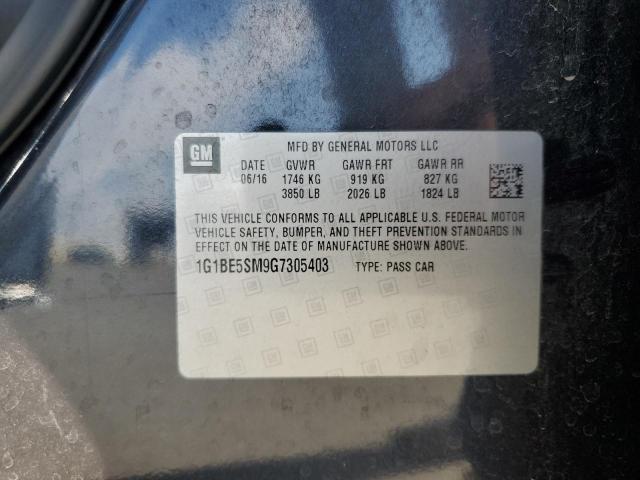 GM
MFD BY GENERAL MOTORS LLC
DATE GVWR GAWR FRT GAWR RR
06/16 1746 KG 919 KG 827 KG
3850 LB 2026 LB 1824 LB
THIS VEHICLE CONFORMS TO ALL APPLICABLE U.S. FEDERAL MOTOR
VEHICLE SAFETY, BUMPER, AND THEFT PREVENTION STANDARDS IN
EFFECT ON THE DATE OF MANUFACTURE SHOWN ABOVE.
1G1BE5SM9G7305403 TYPE: PASS CAR